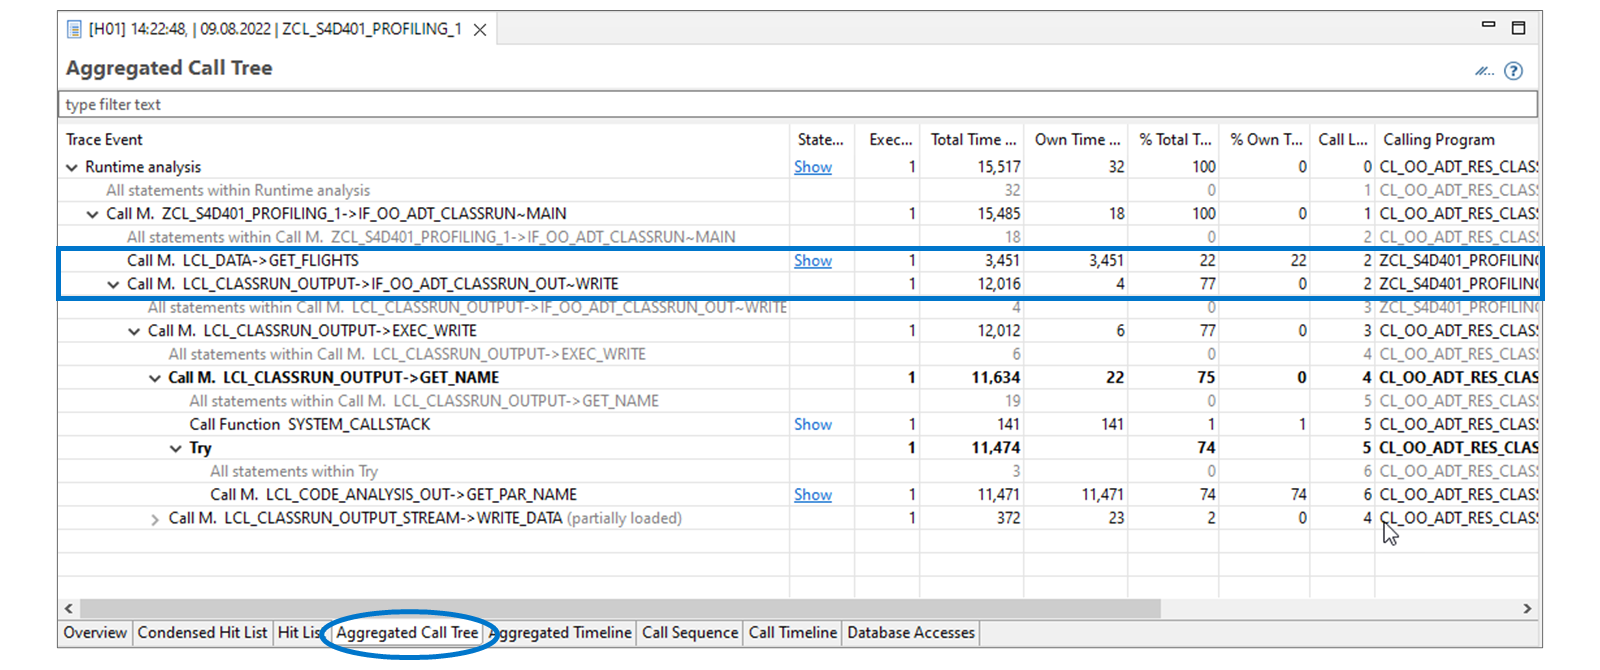 [H01] 14:22:48, | 09.08.2022 | ZCL_S4D401_PROFILING_1
Aggregated Call Tree
type filter text
Trace Event State... Exec... Total Time ... Own Time ... % Total T... % Own T... Call L... Calling Program
Runtime analysis Show 1 15,517 32 100 0 0 CL_OO_ADT_RES_CLAS
All statements within Runtime analysis 32 0 1 CL_OO_ADT_RES_CLAS
Call M. ZCL_S4D401_PROFILING_1->IF_OO_ADT_CLASSRUN~MAIN 1 15,485 18 100 0 1 CL_OO_ADT_RES_CLAS
All statements within Call M. ZCL_S4D401_PROFILING_1->IF_OO_ADT_CLASSRUN~MAIN 18 0 2 CL_OO_ADT_RES_CLAS
Call M. LCL_DATA->GET_FLIGHTS Show 1 3,451 3,451 22 22 2 ZCL_S4D401_PROFILIN
Call M. LCL_CLASSRUN_OUTPUT->IF_OO_ADT_CLASSRUN_OUT~WRITE 1 12,016 4 77 0 2 ZCL_S4D401_PROFILIN
All statements within Call M. LCL_CLASSRUN_OUTPUT->IF_OO_ADT_CLASSRUN_OUT~WRITE 4 0 3 ZCL_S4D401_PROFILIN
Call M. LCL_CLASSRUN_OUTPUT->EXEC_WRITE 1 12,012 6 77 0 3 CL_OO_ADT_RES_CLAS
All statements within Call M. LCL_CLASSRUN_OUTPUT->EXEC_WRITE 6 0 4 CL_OO_ADT_RES_CLAS
Call M. LCL_CLASSRUN_OUTPUT->GET_NAME 1 11,634 22 75 0 4 CL_OO_ADT_RES_CLAS
All statements within Call M. LCL_CLASSRUN_OUTPUT->GET_NAME 19 0 5 CL_OO_ADT_RES_CLAS
Call Function SYSTEM_CALLSTACK Show 1 141 141 1 1 5 CL_OO_ADT_RES_CLAS
Try 1 11,474 74 5 CL_OO_ADT_RES_CLAS
All statements within Try 3 0 6 CL_OO_ADT_RES_CLAS
Call M. LCL_CODE_ANALYSIS_OUT->GET_PAR_NAME Show 1 11,471 11,471 74 74 6 CL_OO_ADT_RES_CLAS
Call M. LCL_CLASSRUN_OUTPUT_STREAM->WRITE_DATA (partially loaded) 1 372 23 2 0 4 CL_OO_ADT_RES_CLAS
Overview Condensed Hit List Hit Lis Aggregated Call Tree Aggregated Timeline Call Sequence Call Timeline Database Accesses